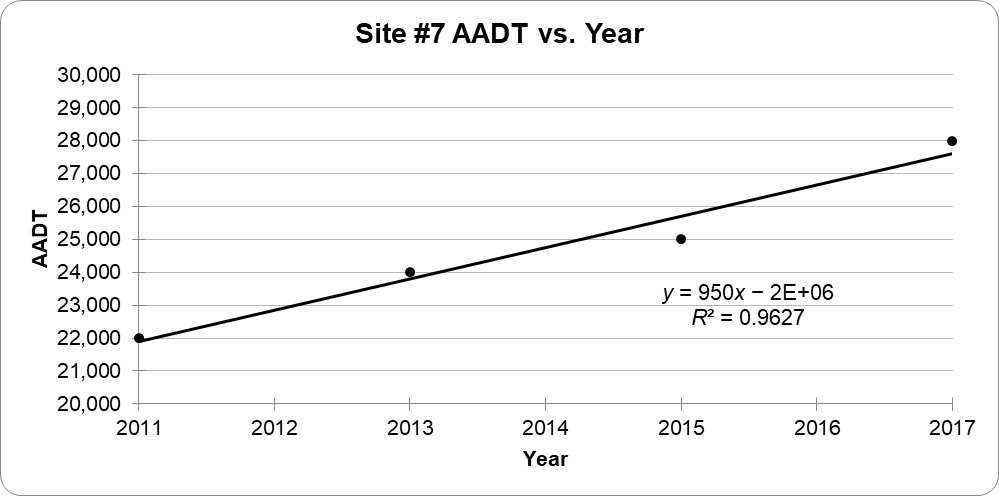 Site #7 AADT vs. Year
30,000
29,000
28,000
27,000
26,000
25,000
24,000
23,000
22,000
21,000
20,000
AADT
y = 950x − 2E+06
R² = 0.9627
2011 2012 2013 2014 2015 2016 2017
Year